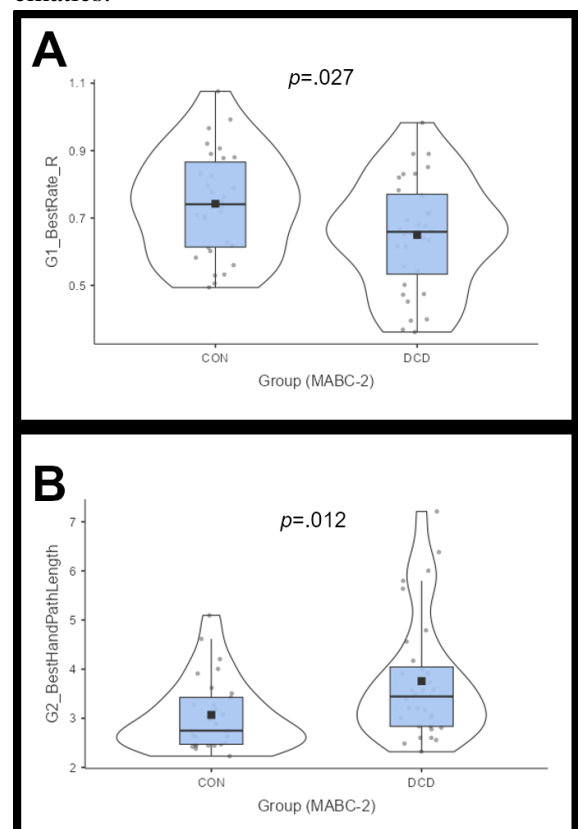 A
p=.027
1.1
0.9
0.7
0.5
G1_BestRate_R
CON
DCD
Group (MABC-2)
B
p=.012
7
6
5
4
3
2
G2_BestHandPathLength
CON
DCD
Group (MABC-2)